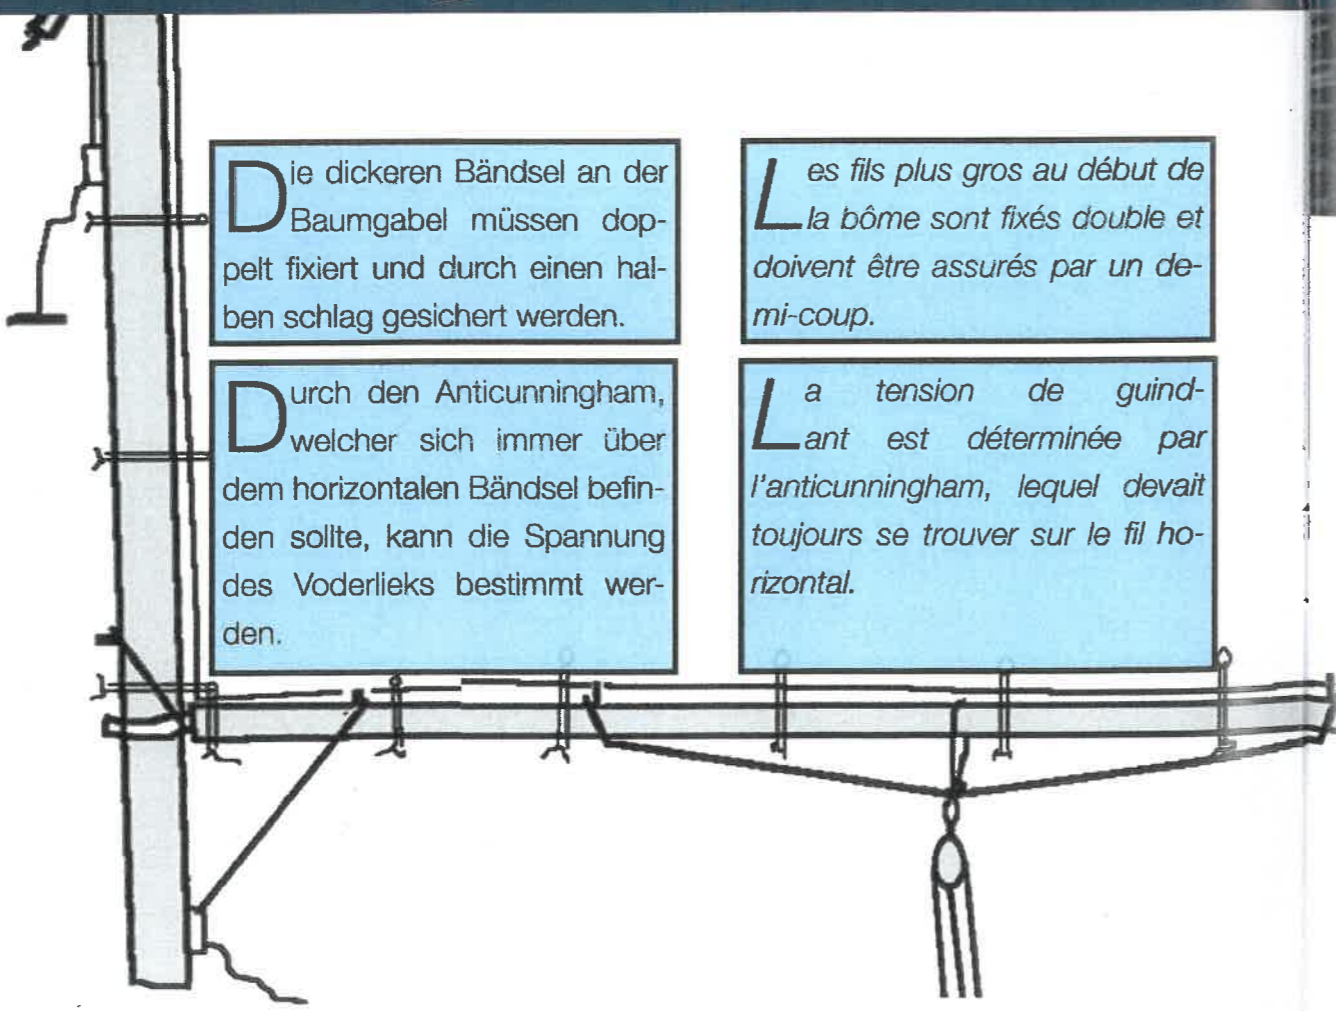 Die dickeren Bändsel an der
Baumgabel müssen dop-
pelt fixiert und durch einen hal-
ben schlag gesichert werden.
Durch den Anticunningham,
welcher sich immer über
dem horizontalen Bändsel befin-
den sollte, kann die Spannung
des Voderlieks bestimmt wer-
den.
Les fils plus gros au début de
la bôme sont fixés double et
doivent être assurés par un de-
mi-coup.
La tension de guind-
ant est déterminée par
l'anticunningham, lequel devait
toujours se trouver sur le fil ho-
rizontal.